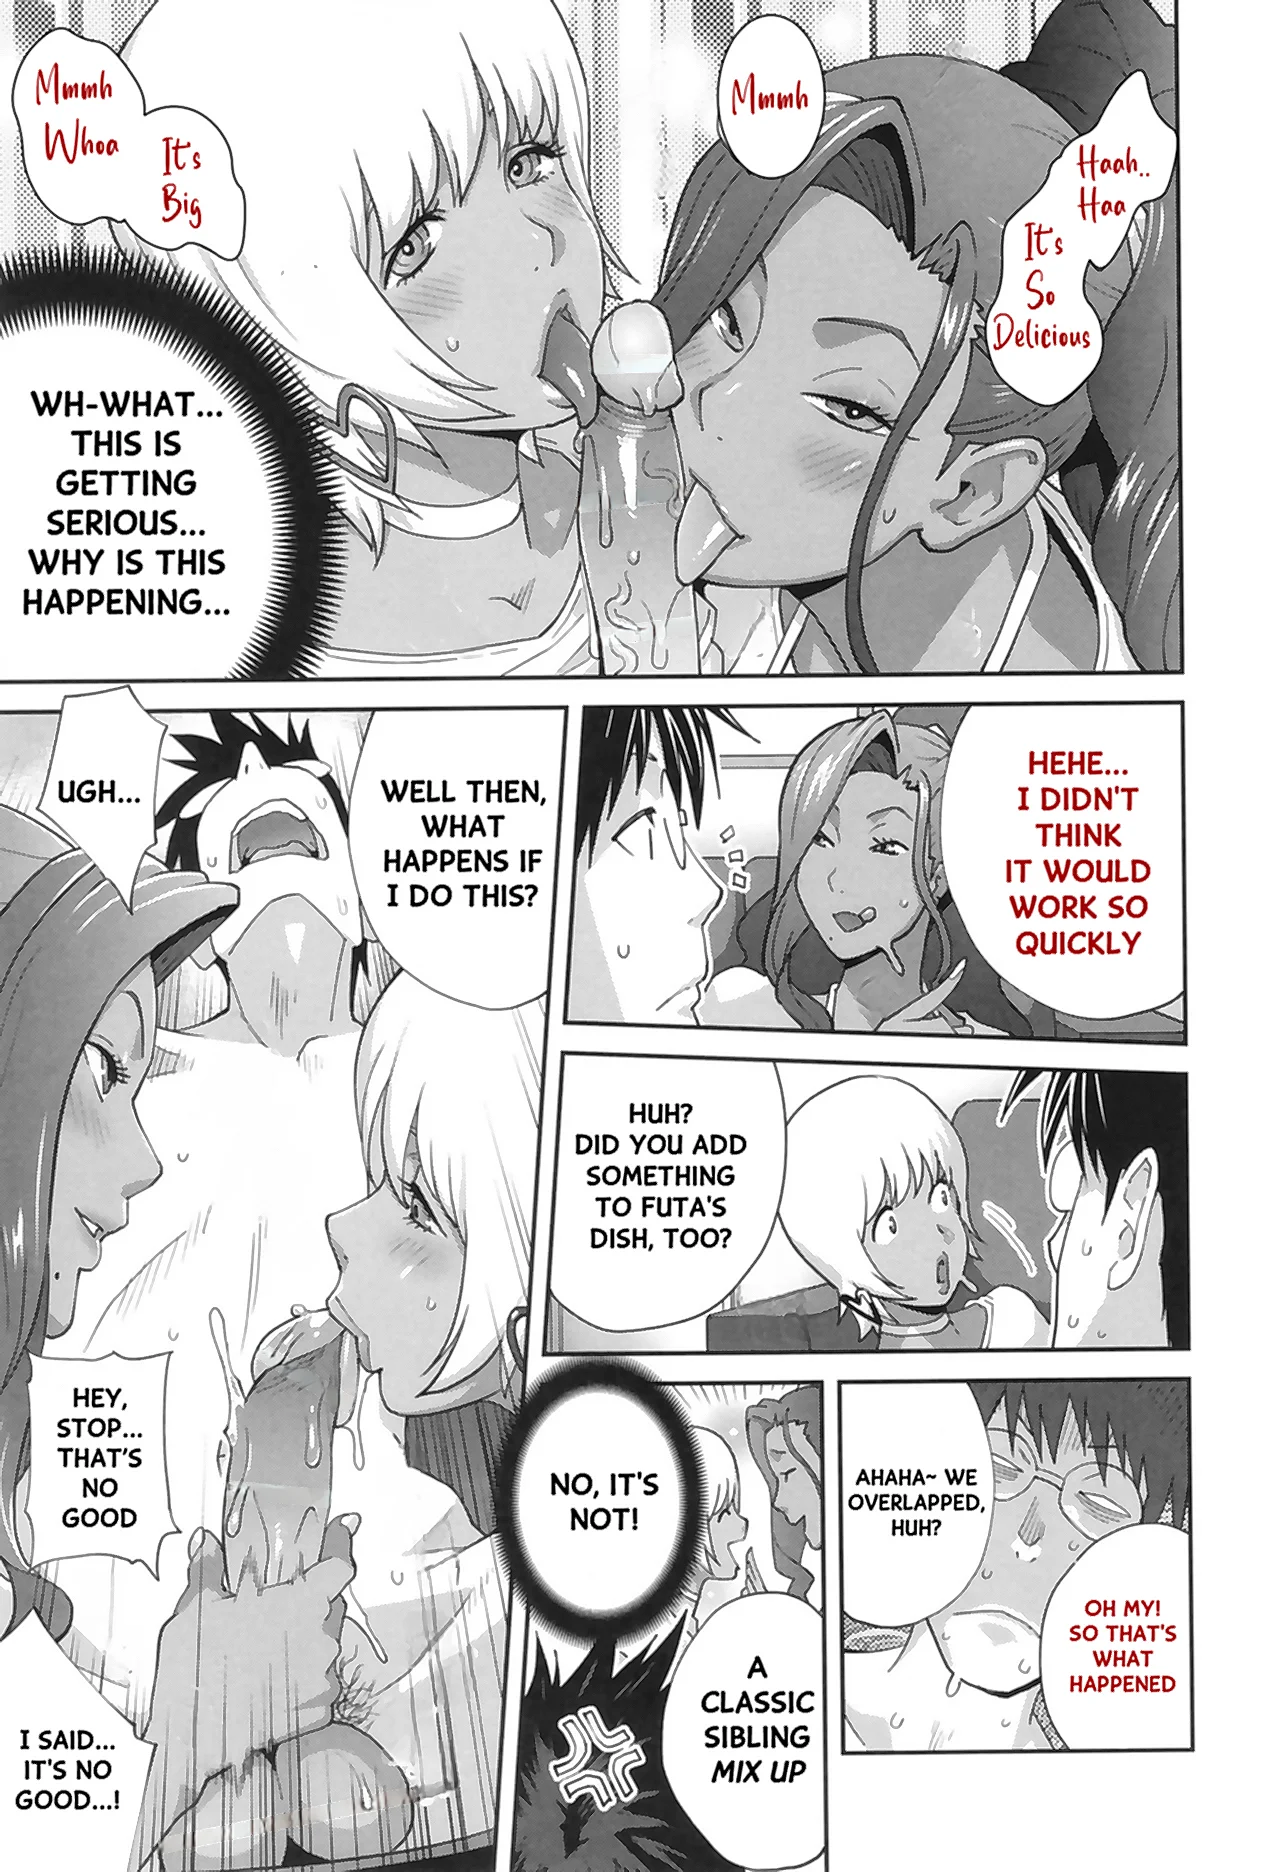 Haah..
Haa
It's
So
Delicious
Mmmh
Mmmh
Whoa
It's
Big
WH-WHAT...
THIS IS
GETTING
SERIOUS...
WHY IS THIS
HAPPENING...
HEHE...
I DIDN'T
THINK
IT WOULD
WORK SO
QUICKLY
HUH?
DID YOU ADD
SOMETHING
TO FUTA'S
DISH, TOO?
AHAHA~ WE
OVERLAPPED,
HUH?
OH MY!
SO THAT'S
WHAT
HAPPENED
NO, IT'S
NOT!
A
CLASSIC
SIBLING
MIX UP
WELL THEN,
WHAT
HAPPENS IF
I DO THIS?
UGH...
HEY,
STOP...
THAT'S
NO
GOOD
I SAID...
IT'S NO
GOOD...!